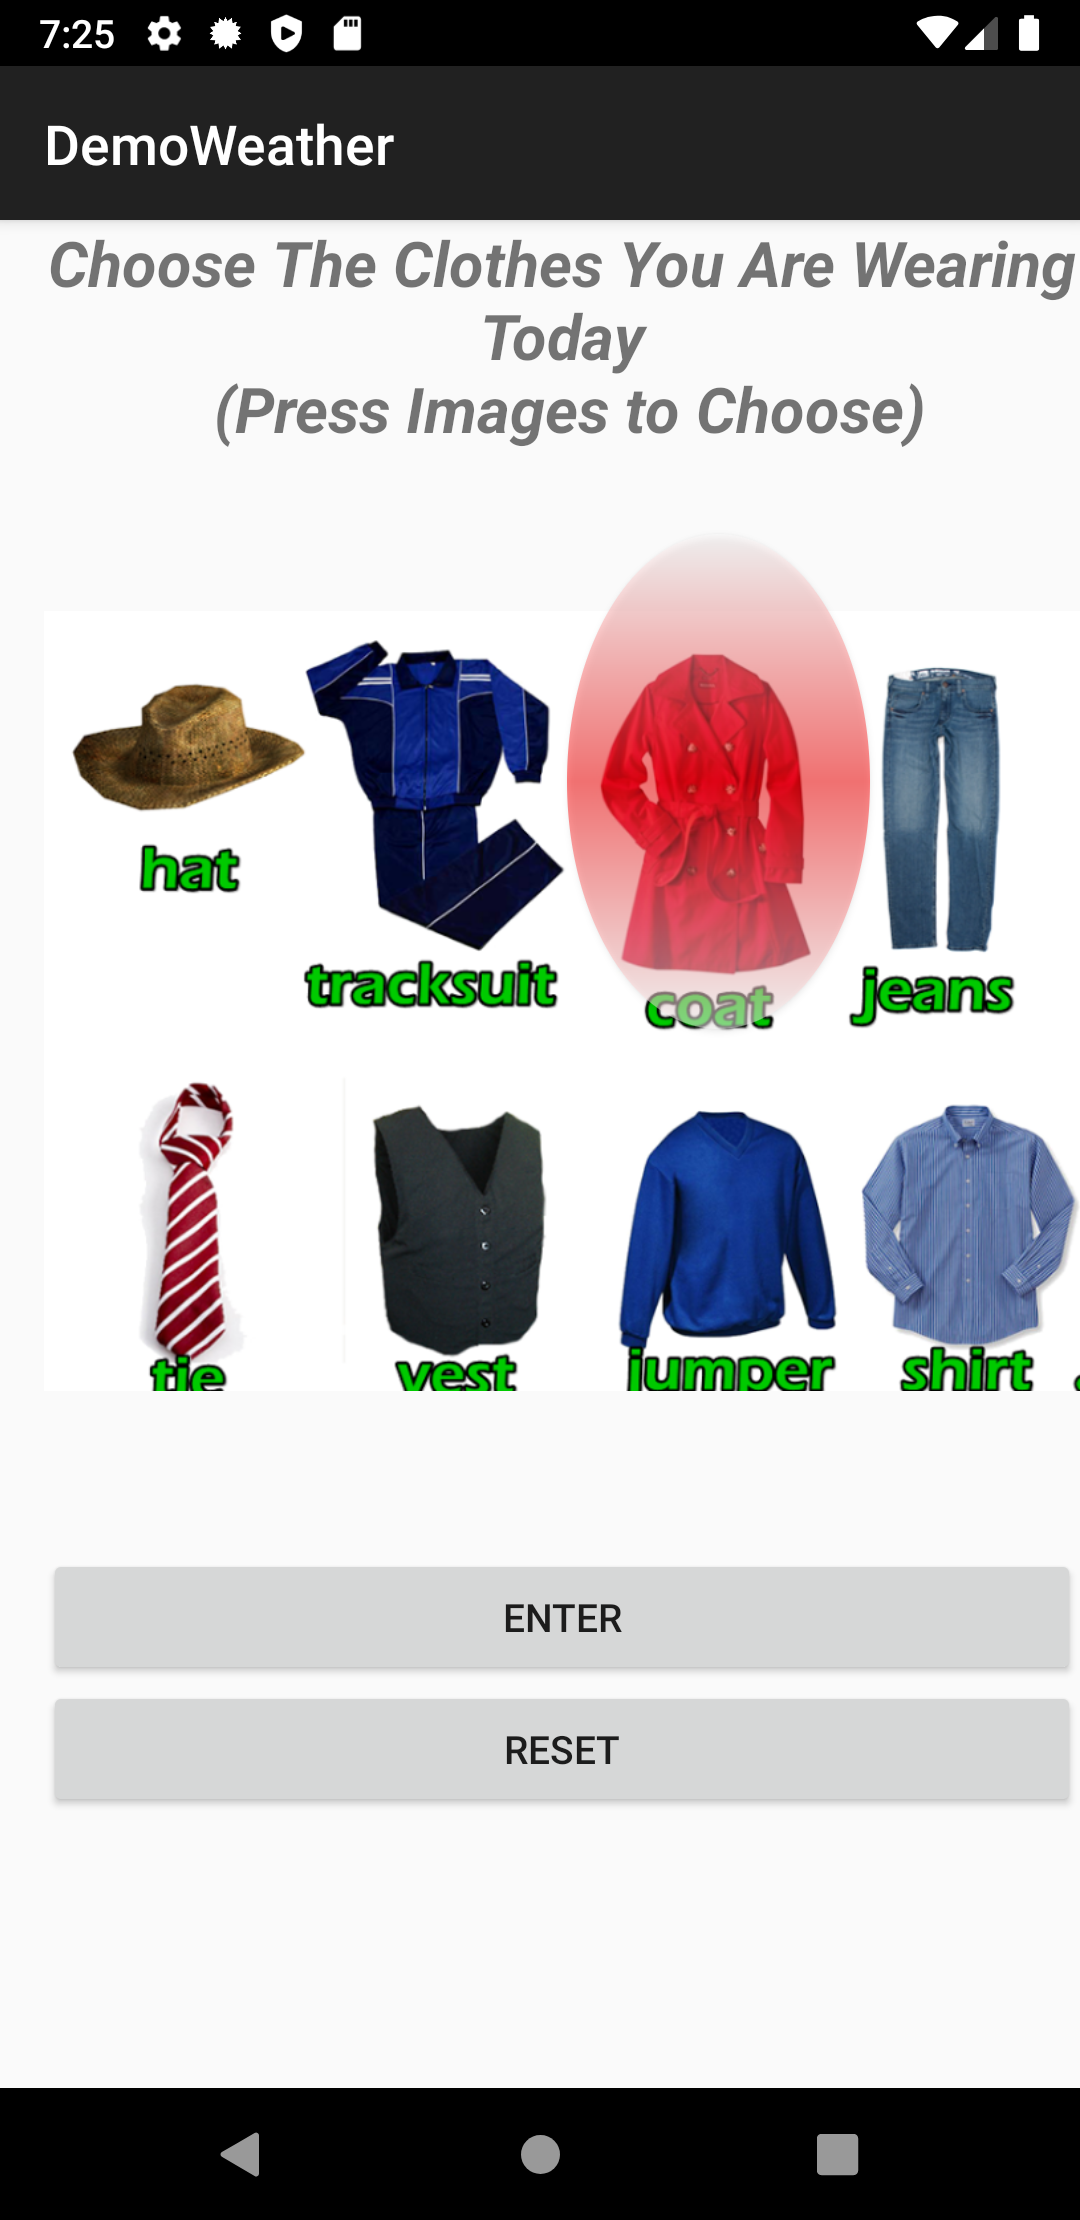 7:25
DemoWeather
Choose The Clothes You Are Wearing
Today
(Press Images to Choose)
hat
tracksuit
coat
jeans
tie
vest
jumper
shirt
ENTER
RESET